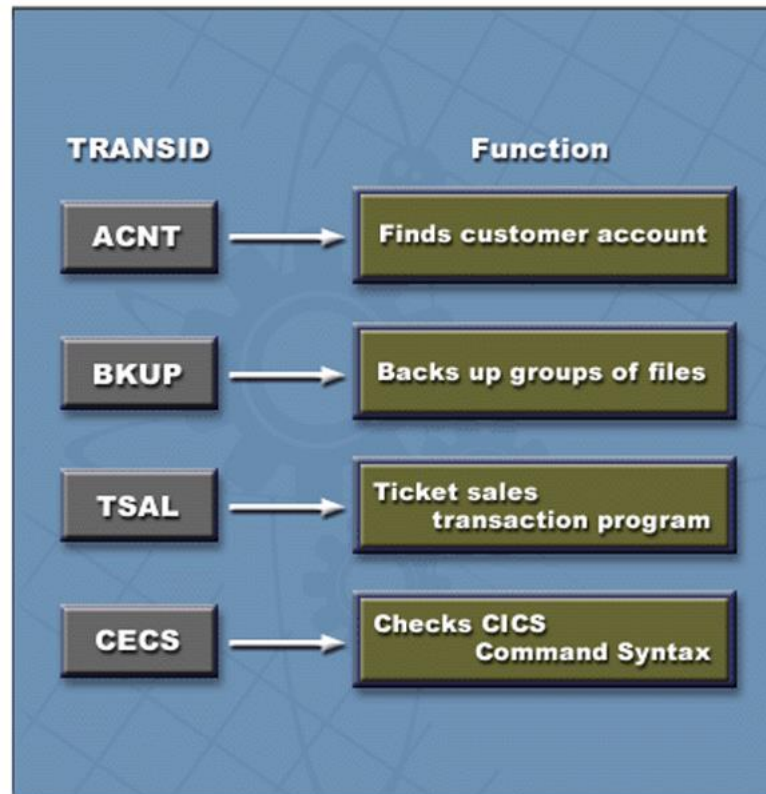 TRANSID Function
ACNT Finds customer account
BKUP Backs up groups of files
TSAL Ticket sales
transaction program
CECS Checks CICS
Command Syntax